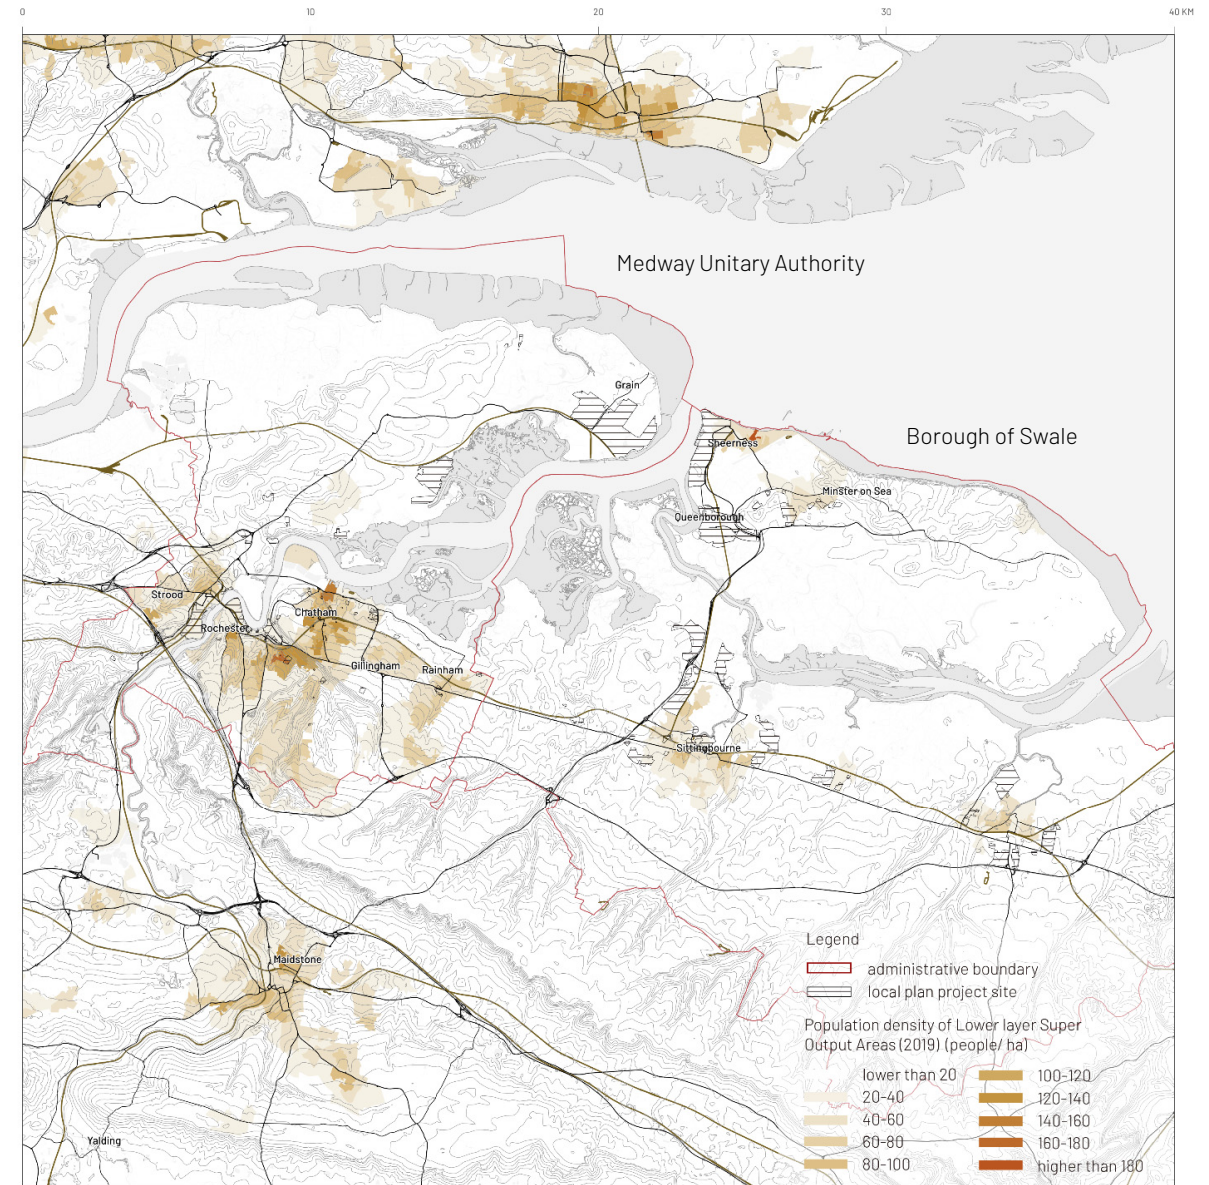 0 10 20 30 40 KM
Medway Unitary Authority
Grain
Borough of Swale
Sheerness
Minster on Sea
Queenborough
Strood
Chatham
Rochester
Gillingham
Rainham
Sittingbourne
Maidstone
Yalding
Legend
administrative boundary
local plan project site
Population density of Lower layer Super
Output Areas (2019) (people/ ha)
lower than 20
20-40
40-60
60-80
80-100
100-120
120-140
140-160
160-180
higher than 180